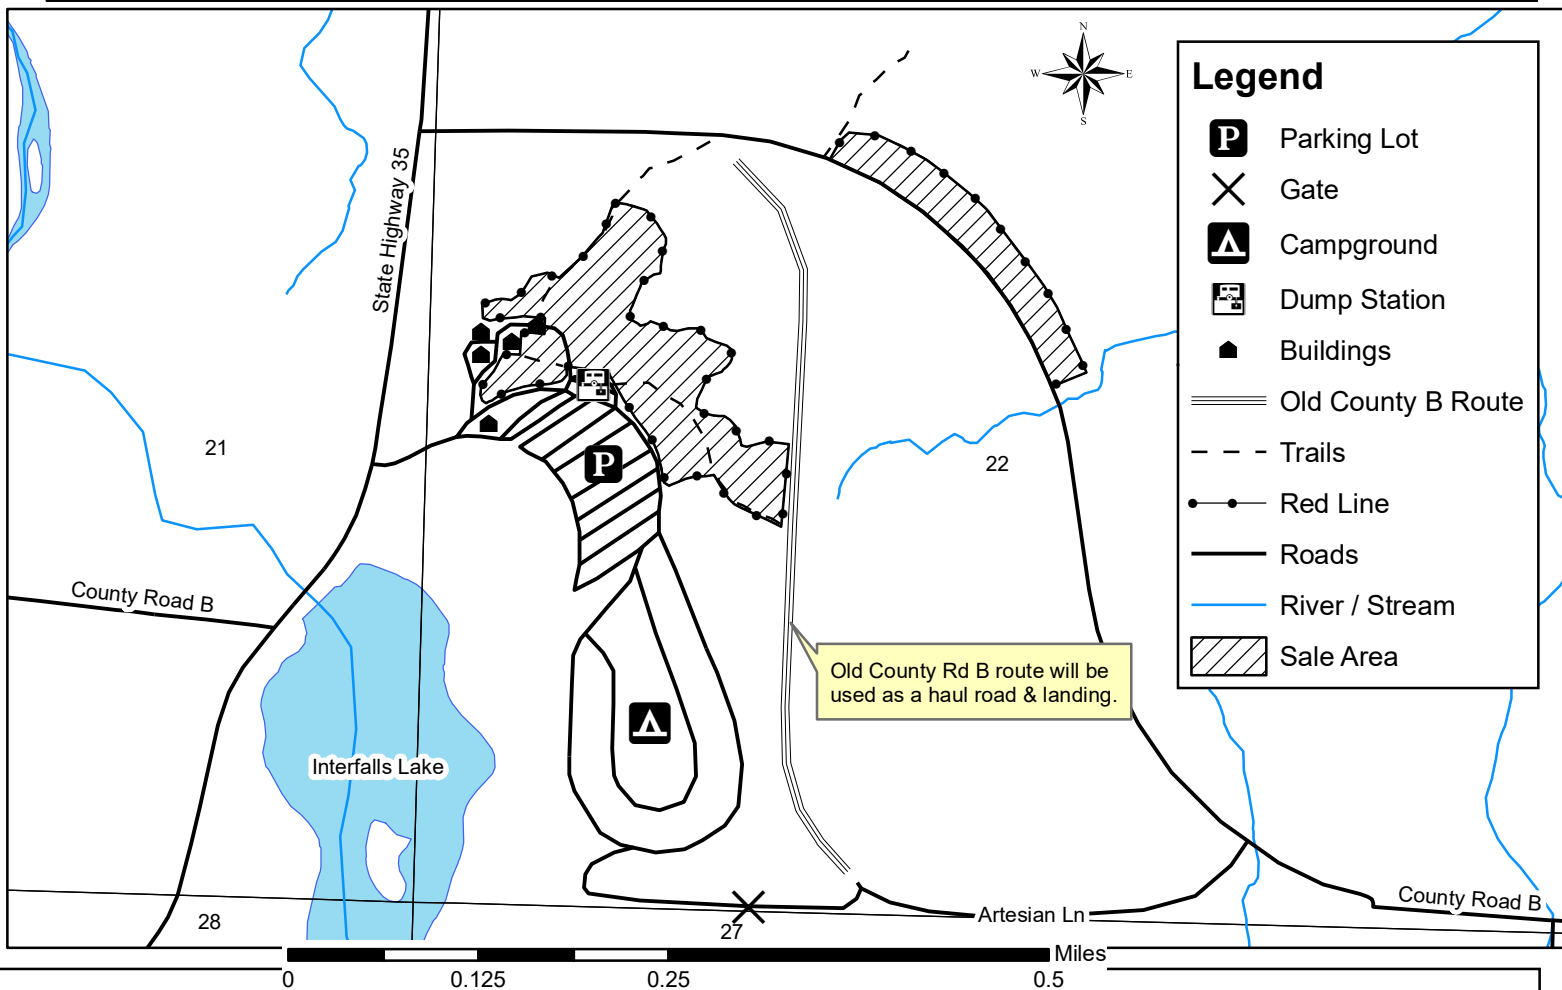 N
W E
S
Legend
P Parking Lot
Gate
Campground
Dump Station
Buildings
Old County B Route
Trails
Red Line
Roads
River / Stream
Sale Area
State Highway 35
21
22
P
County Road B
Old County Rd B route will be
used as a haul road & landing.
Interfalls Lake
County Road B
Artesian Ln
28
27
Miles
0 0.125 0.25 0.5